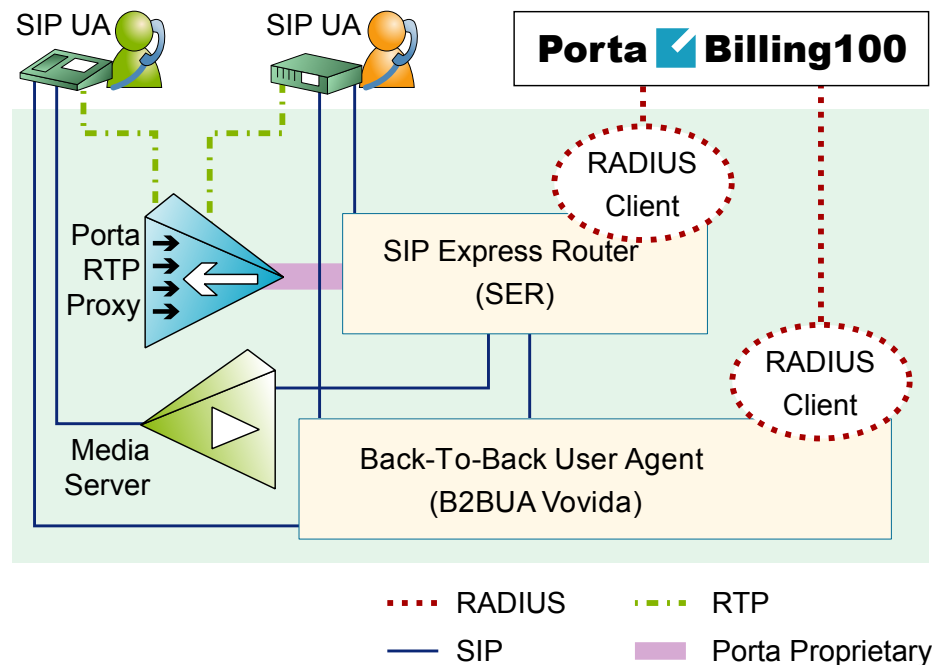 SIP UA
SIP UA
Porta Billing100
RADIUS
Client
Porta
RTP
Proxy
SIP Express Router
(SER)
RADIUS
Client
Media
Server
Back-To-Back User Agent
(B2BUA Vovida)
RADIUS
RTP
SIP
Porta Proprietary